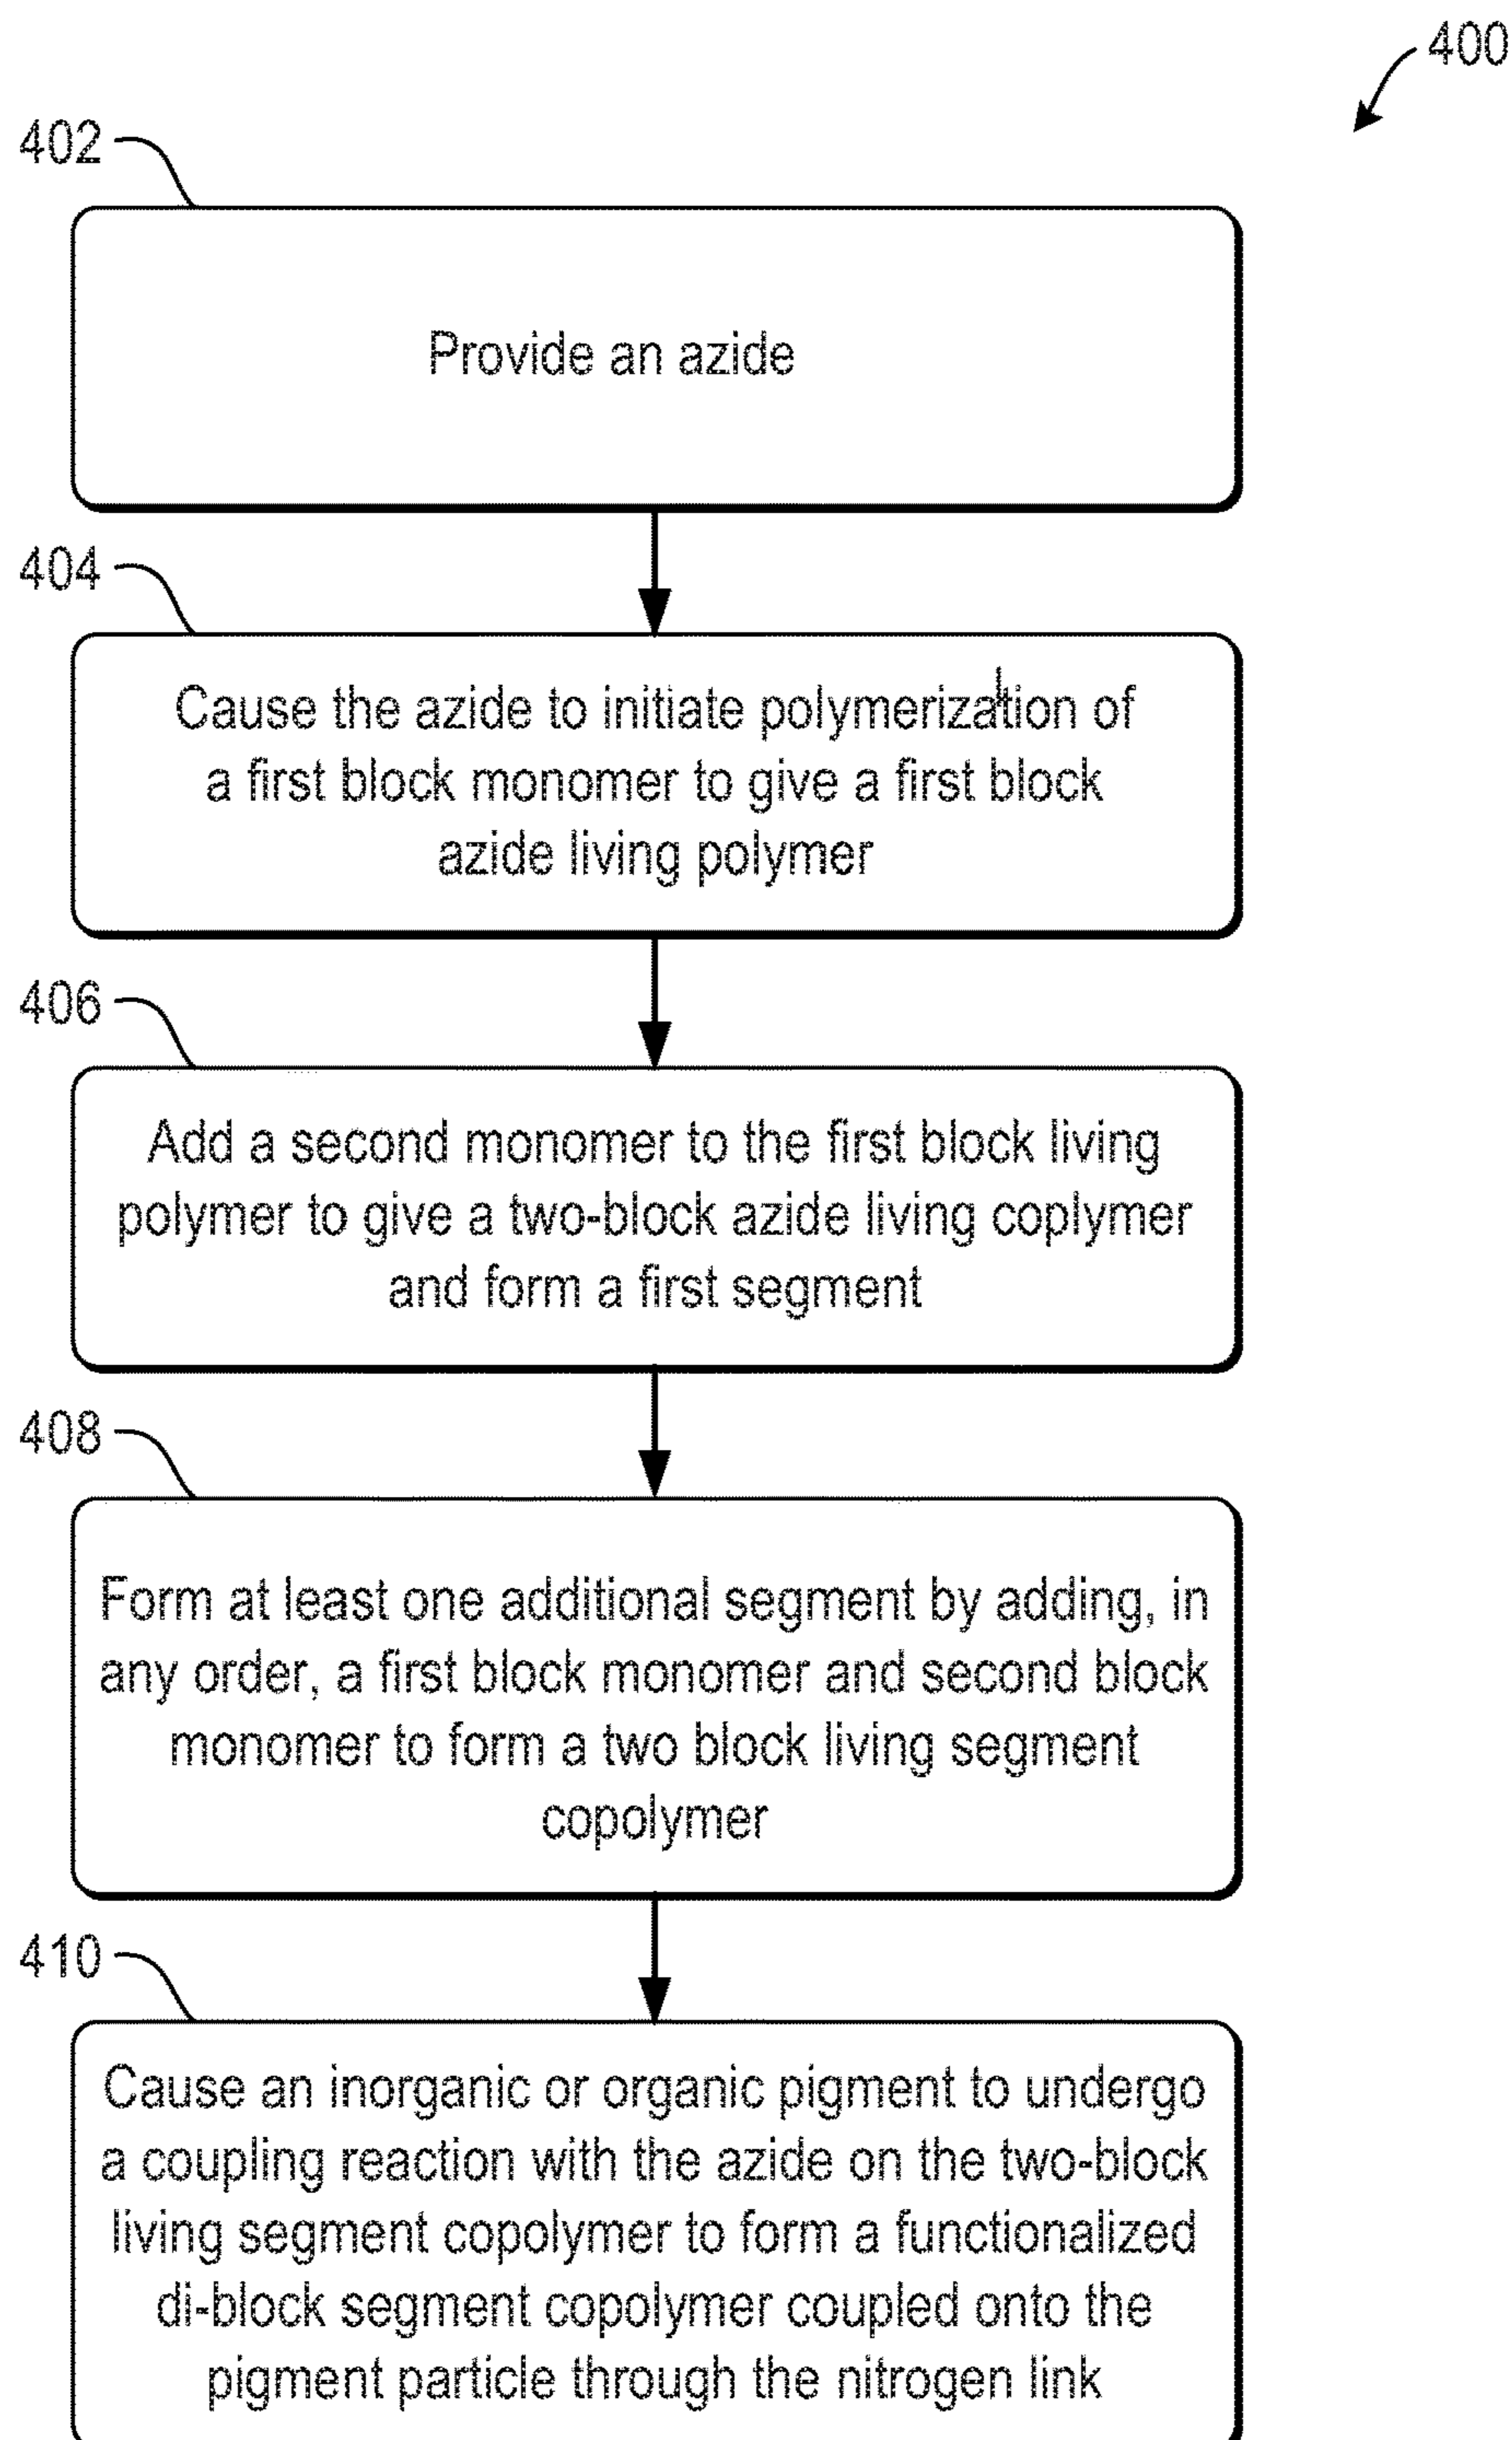 400
402
Provide an azide
404
Cause the azide to initiate polymerization of
a first block monomer to give a first block
azide living polymer
406
Add a second monomer to the first block living
polymer to give a two-block azide living coplymer
and form a first segment
408
Form at least one additional segment by adding, in
any order, a first block monomer and second block
monomer to form a two block living segment
copolymer
410
Cause an inorganic or organic pigment to undergo
a coupling reaction with the azide on the two-block
living segment copolymer to form a functionalized
di-block segment copolymer coupled onto the
pigment particle through the nitrogen link